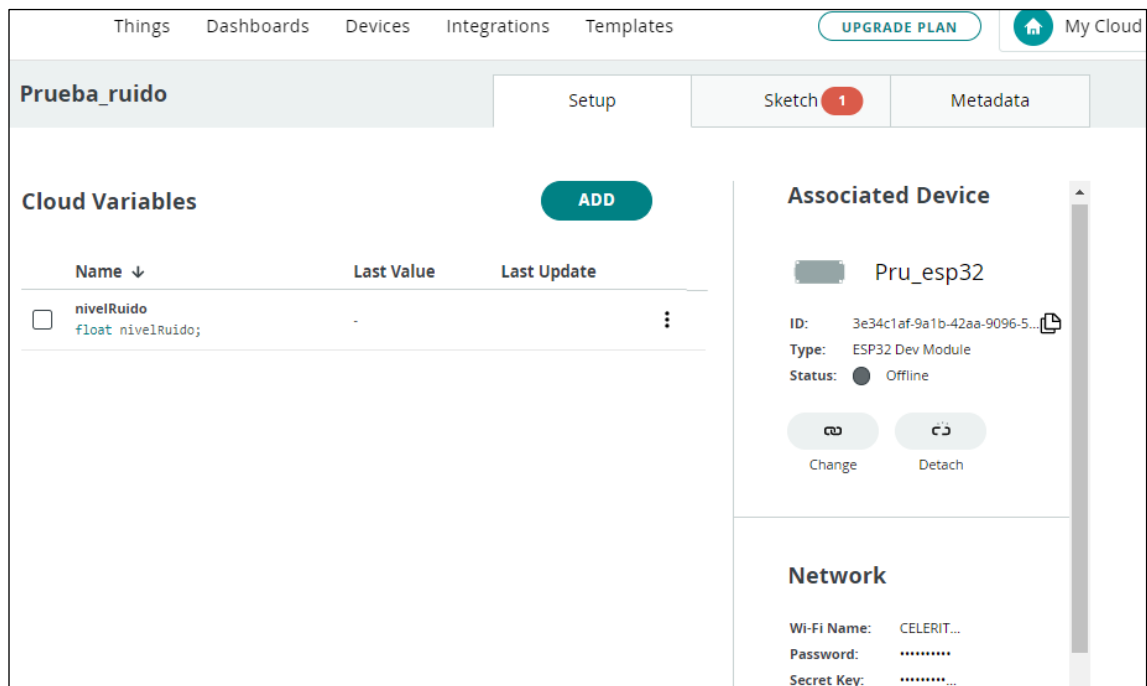 Things Dashboards Devices Integrations Templates UPGRADE PLAN My Cloud
Prueba_ruido Setup Sketch 1 Metadata
Cloud Variables ADD
Name ↓ Last Value Last Update
nivelRuido
float nivelRuido; -
Associated Device
Pru_esp32
ID: 3e34c1af-9a1b-42aa-9096-5...
Type: ESP32 Dev Module
Status: Offline
Change Detach
Network
Wi-Fi Name: CELERIT...
Password: ••••••••••
Secret Key: •••••••••...